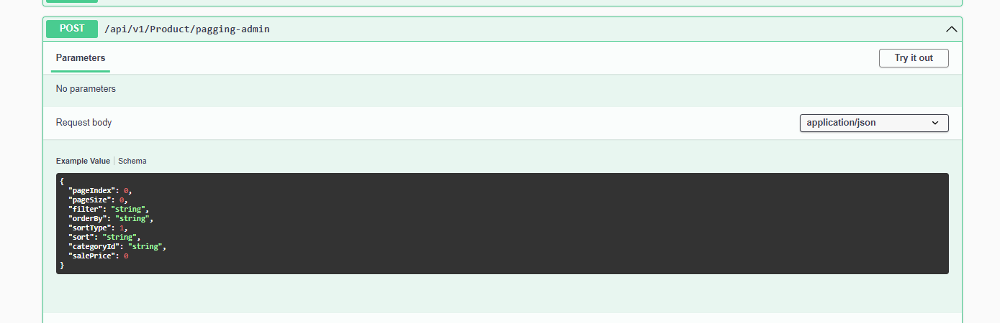 POST /api/v1/Product/pagging-admin
Parameters Try it out
No parameters
Request body application/json
Example Value Schema
{
  "pageIndex": 0,
  "pageSize": 0,
  "filter": "string",
  "orderBy": "string",
  "sortType": 1,
  "sort": "string",
  "categoryId": "string",
  "salePrice": 0
}